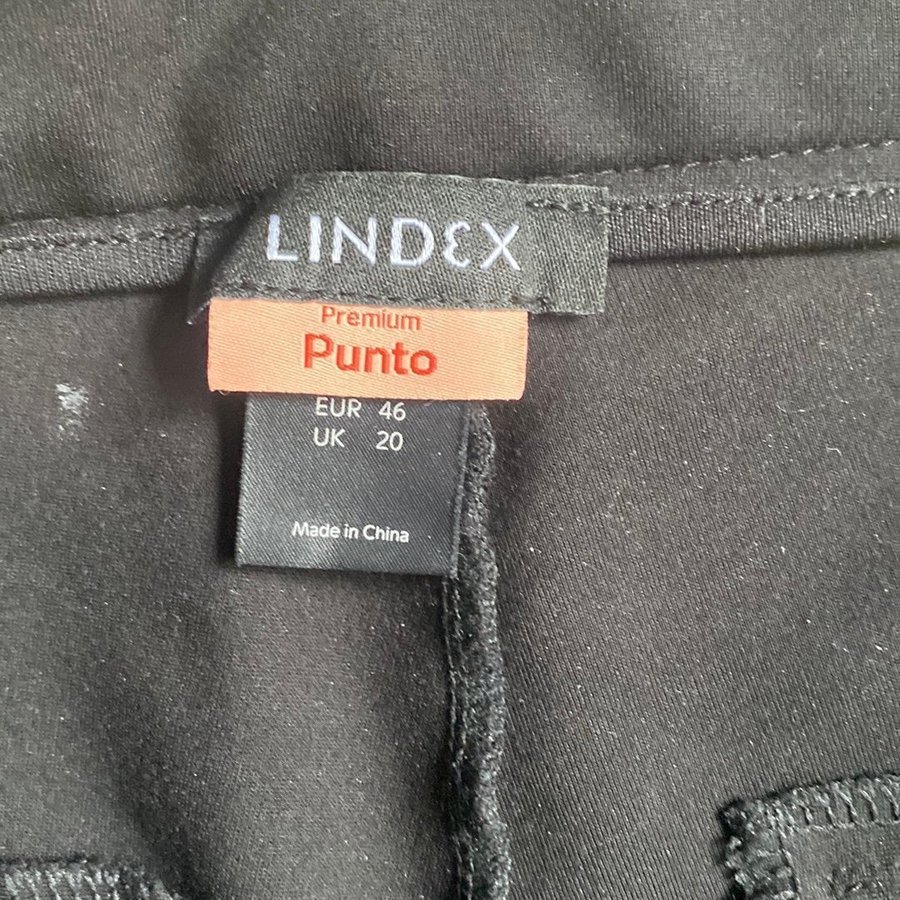 LINDEX
Premium
Punto
EUR 46
UK 20
Made in China